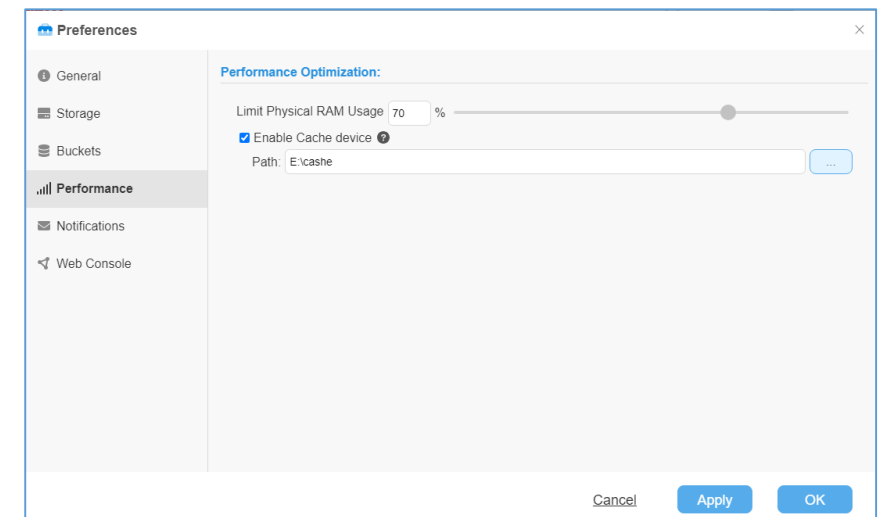 Preferences
General
Storage
Buckets
Performance
Notifications
Web Console
Performance Optimization:
Limit Physical RAM Usage 70 %
Enable Cache device ?
Path: E:\cashe ...
Cancel Apply OK